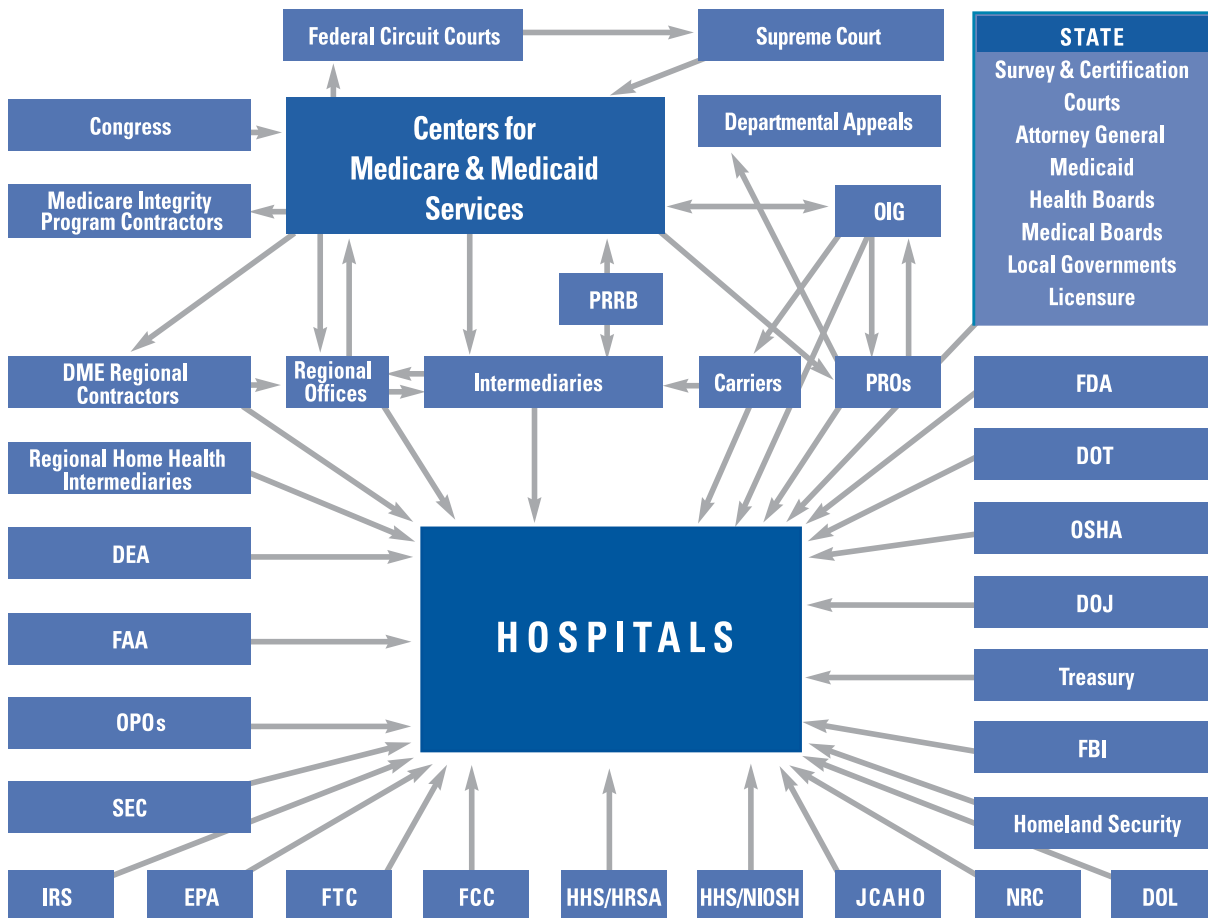 Federal Circuit Courts
Supreme Court
STATE
Survey & Certification
Courts
Attorney General
Medicaid
Health Boards
Medical Boards
Local Governments
Licensure
Congress
Centers for
Medicare & Medicaid
Services
Departmental Appeals
Medicare Integrity
Program Contractors
OIG
PRRB
DME Regional
Contractors
Regional
Offices
Intermediaries
Carriers
PROs
FDA
Regional Home Health
Intermediaries
DOT
DEA
OSHA
HOSPITALS
FAA
DOJ
Treasury
OPOs
FBI
SEC
Homeland Security
IRS
EPA
FTC
FCC
HHS/HRSA
HHS/NIOSH
JCAHO
NRC
DOL